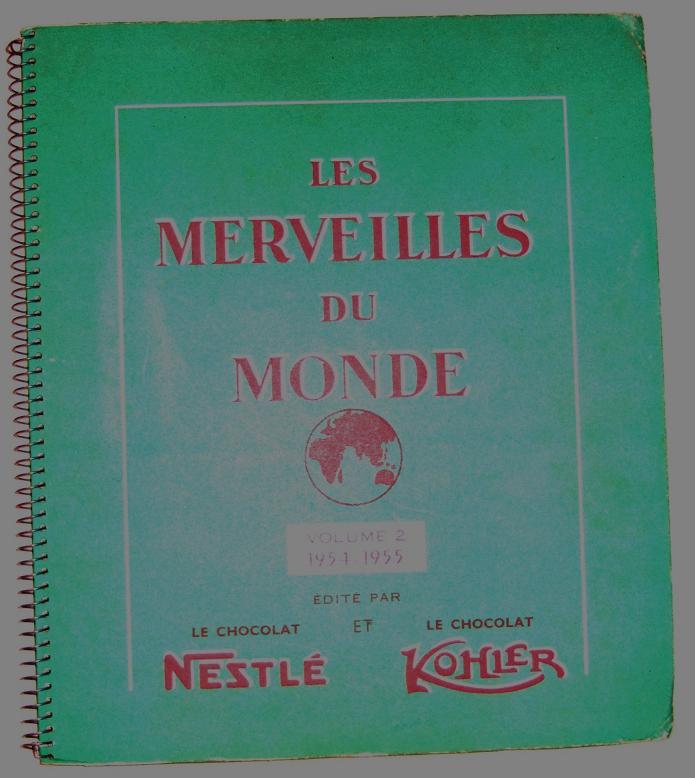 LES
MERVEILLES
DU
MONDE
VOLUME 2
1954-1955
ÉDITÉ PAR
LE CHOCOLAT ET LE CHOCOLAT
NESTLÉ KOHLER